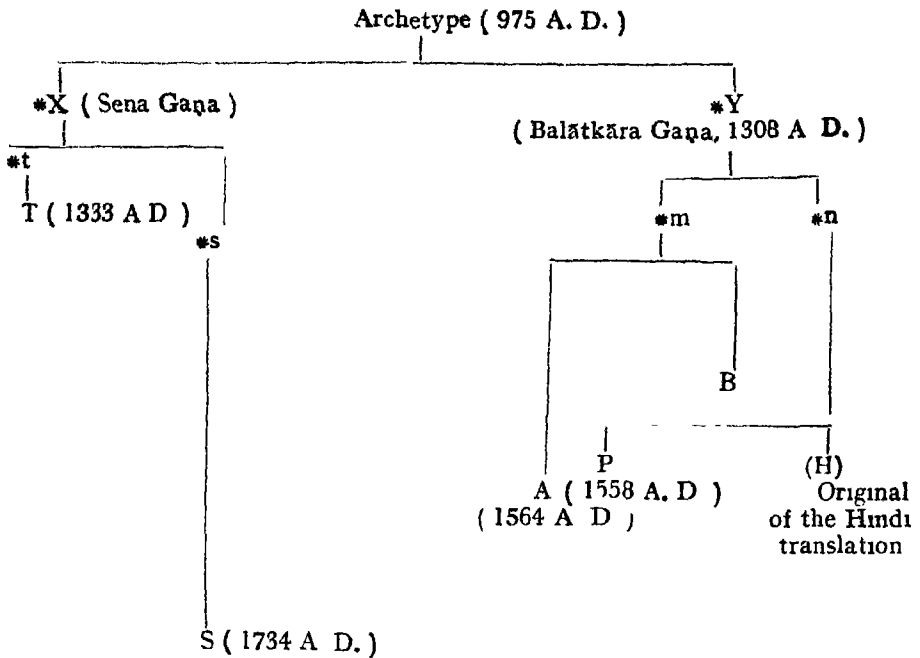 Archetype ( 975 A. D. )
*X ( Sena Gaṇa )
*Y
( Balātkāra Gaṇa, 1308 A D. )
*t
T ( 1333 A D )
*s
*m
*n
B
P
(H)
A ( 1558 A. D )
Original
( 1564 A D )
of the Hindi
translation
S ( 1734 A D. )